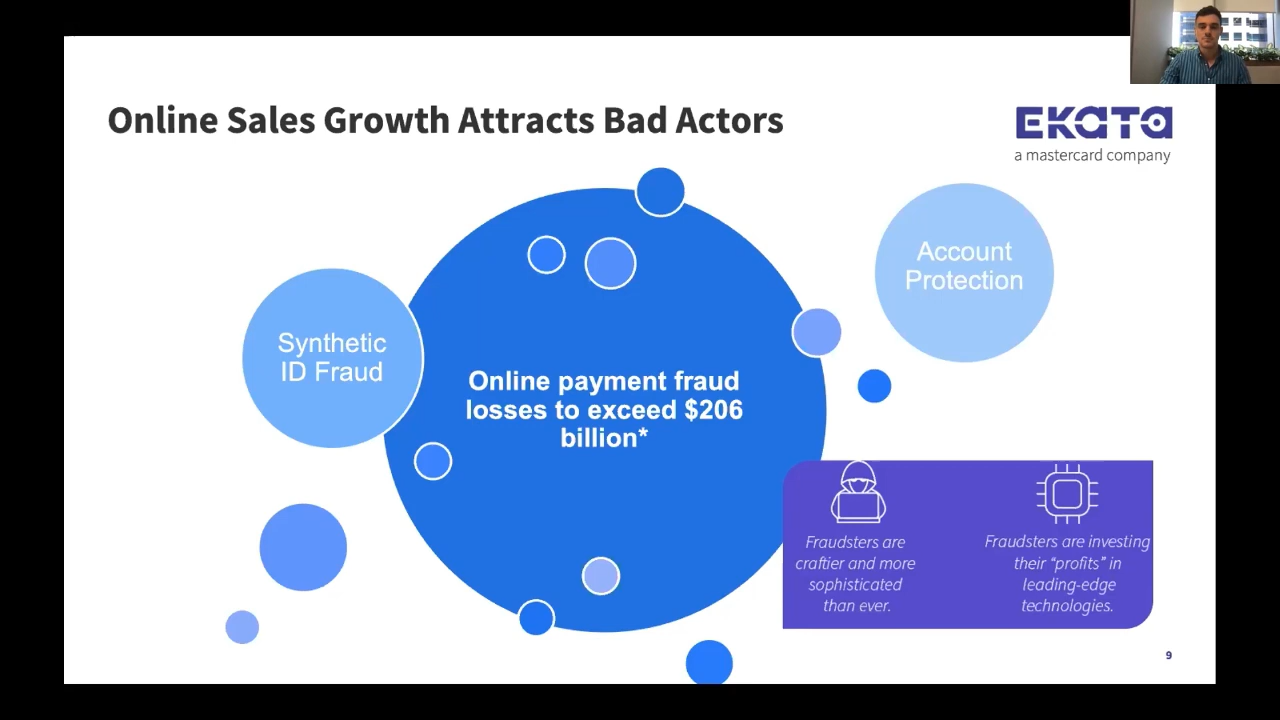 Online Sales Growth Attracts Bad Actors
EKATA
a mastercard company
Account
Protection
Synthetic
ID Fraud
Online payment fraud
losses to exceed $206
billion*
Fraudsters are
craftier and more
sophisticated
than ever.
Fraudsters are investing
their “profits” in
leading-edge
technologies.
9